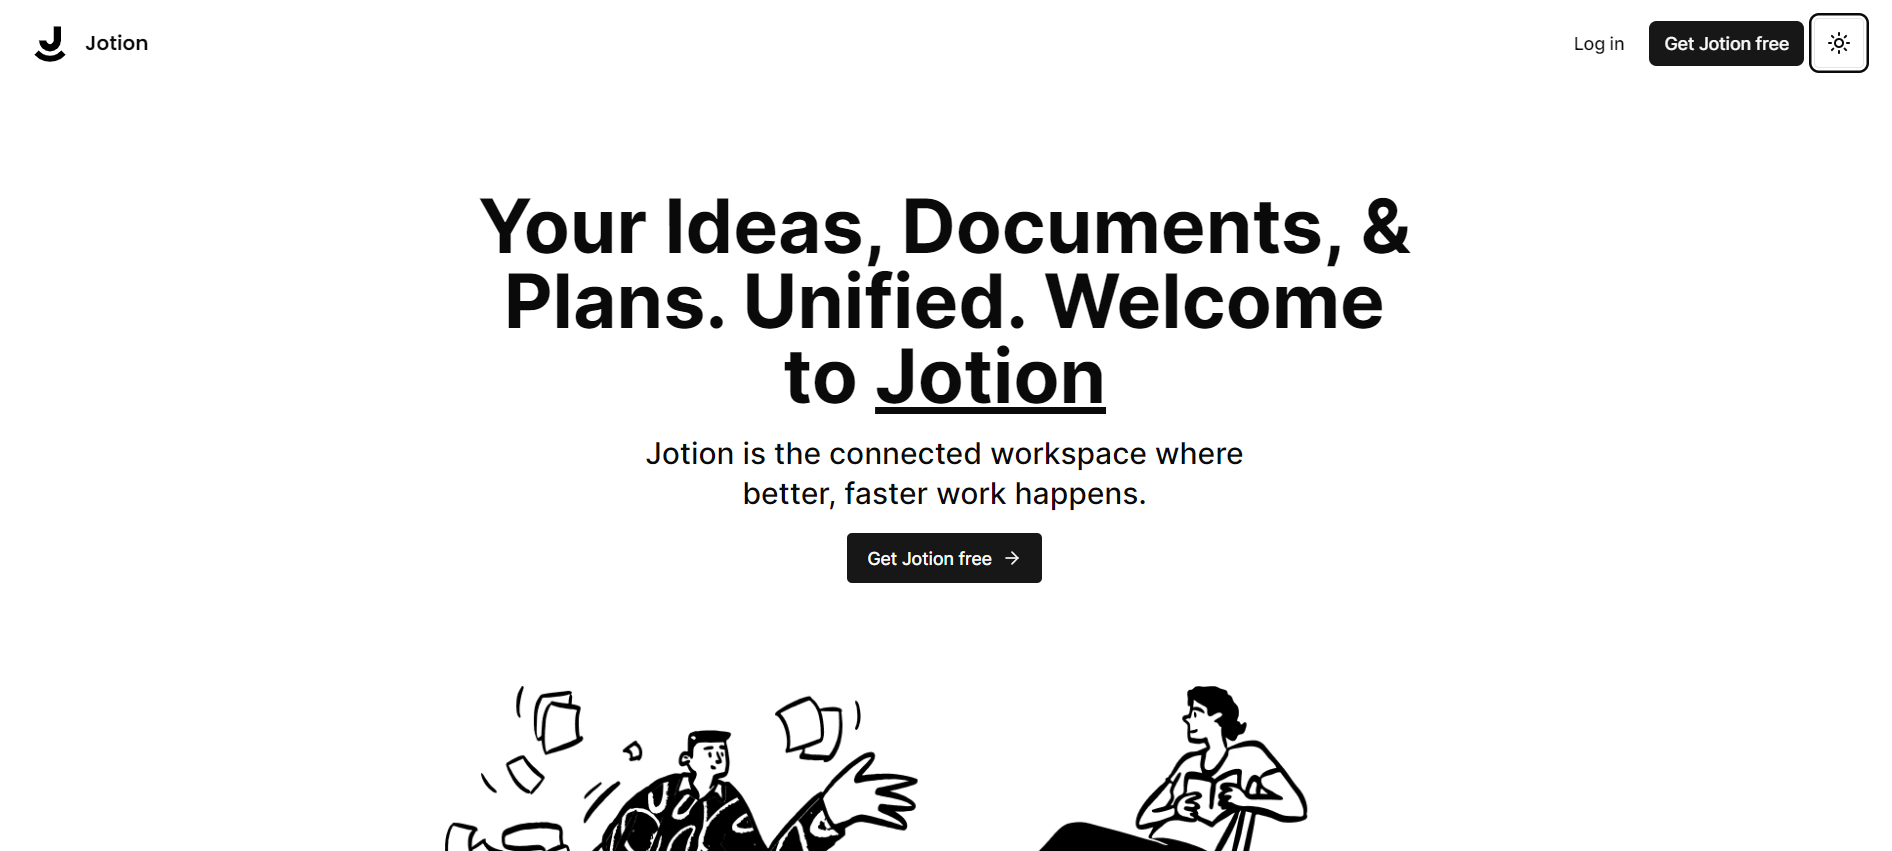 Jotion
Log in
Get Jotion free
Your Ideas, Documents, &
Plans. Unified. Welcome
to Jotion
Jotion is the connected workspace where
better, faster work happens.
Get Jotion free